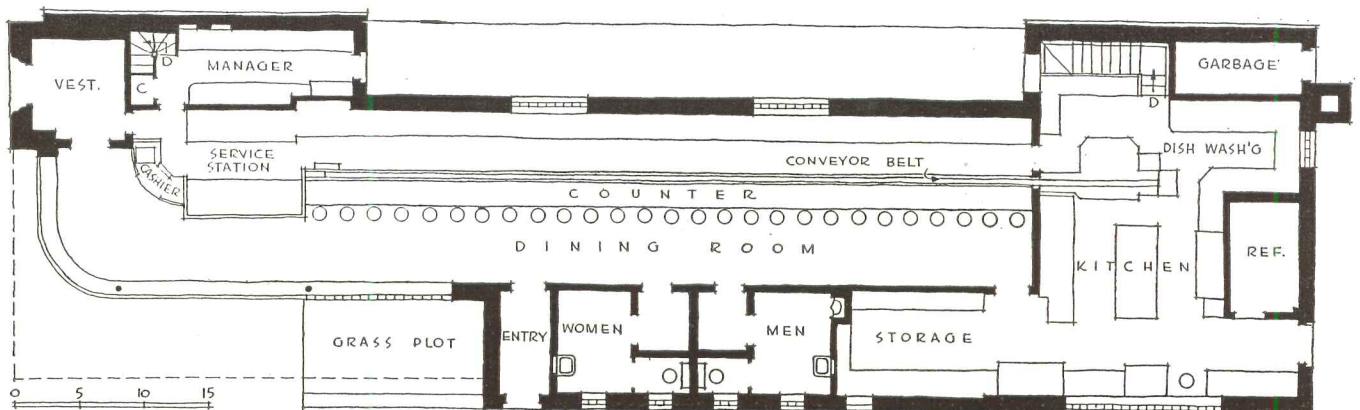 VEST.
D
C
MANAGER
GARBAGE
D
SERVICE
STATION
CASHIER
CONVEYOR BELT
DISH WASH'G
COUNTER
DINING ROOM
KITCHEN
REF.
GRASS PLOT
ENTRY
WOMEN
MEN
STORAGE
0 5 10 15